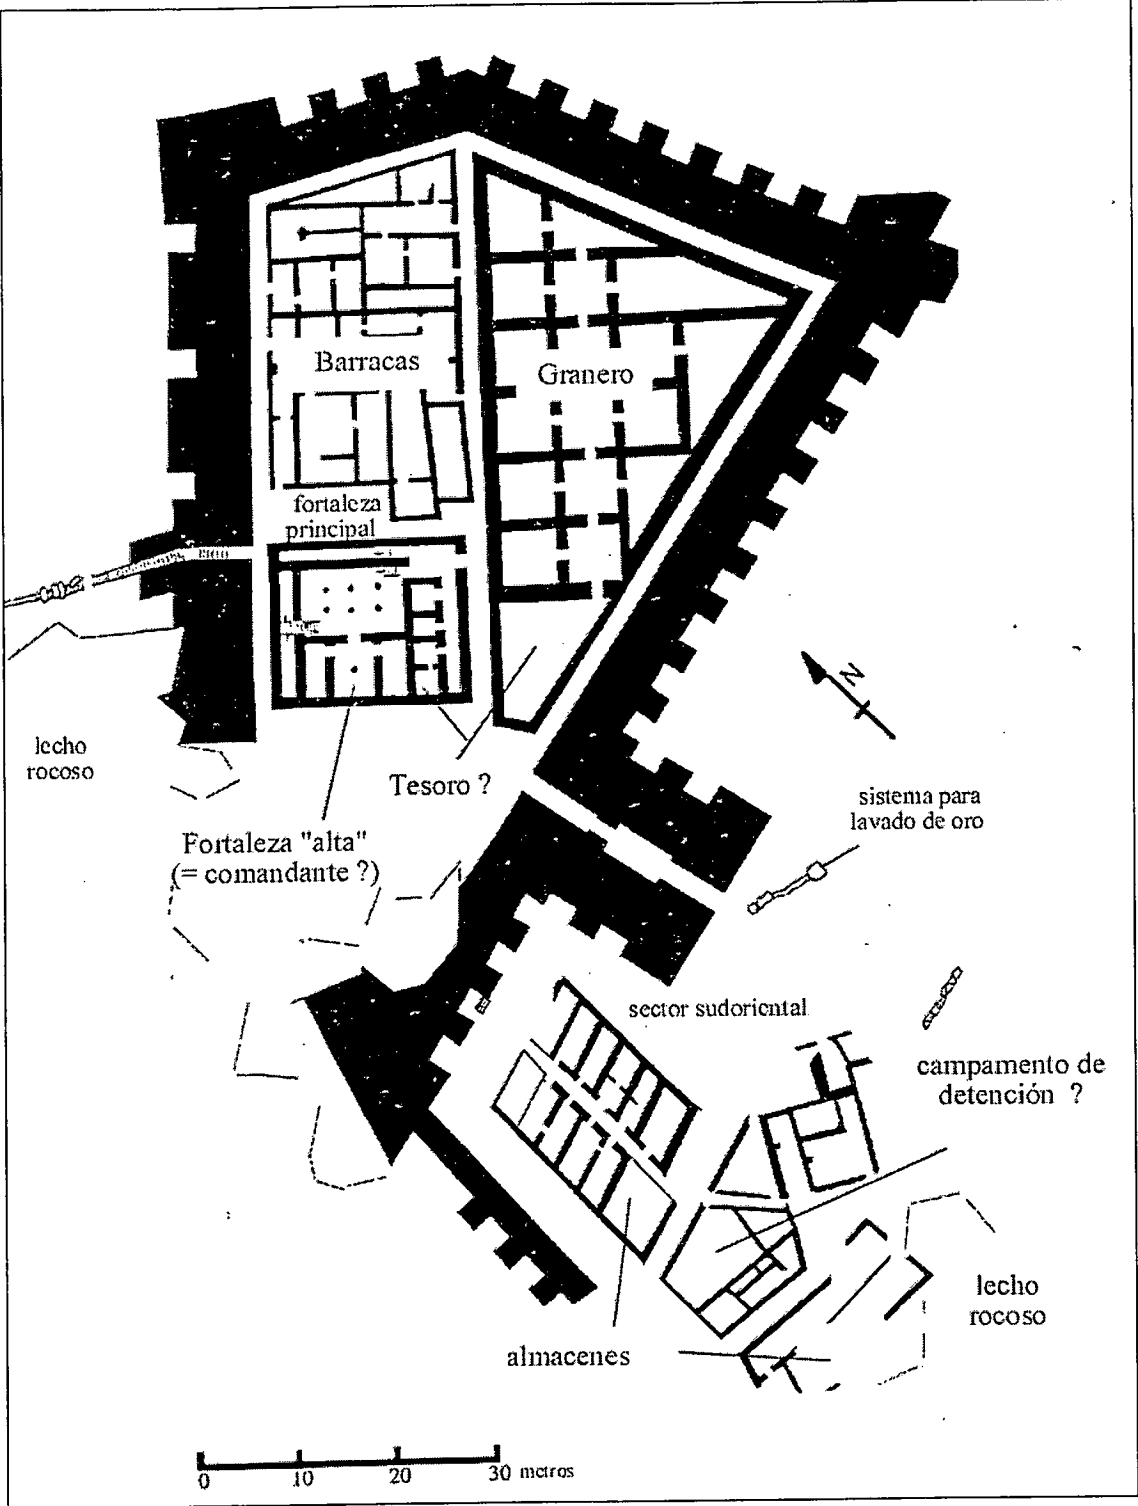 Barracas
Granero
fortaleza
principal
N
lecho
rocoso
Tesoro ?
sistema para
lavado de oro
Fortaleza "alta"
(= comandante ?)
sector sudoriental
campamento de
detención ?
lecho
rocoso
almacenes
0 10 20 30 metros